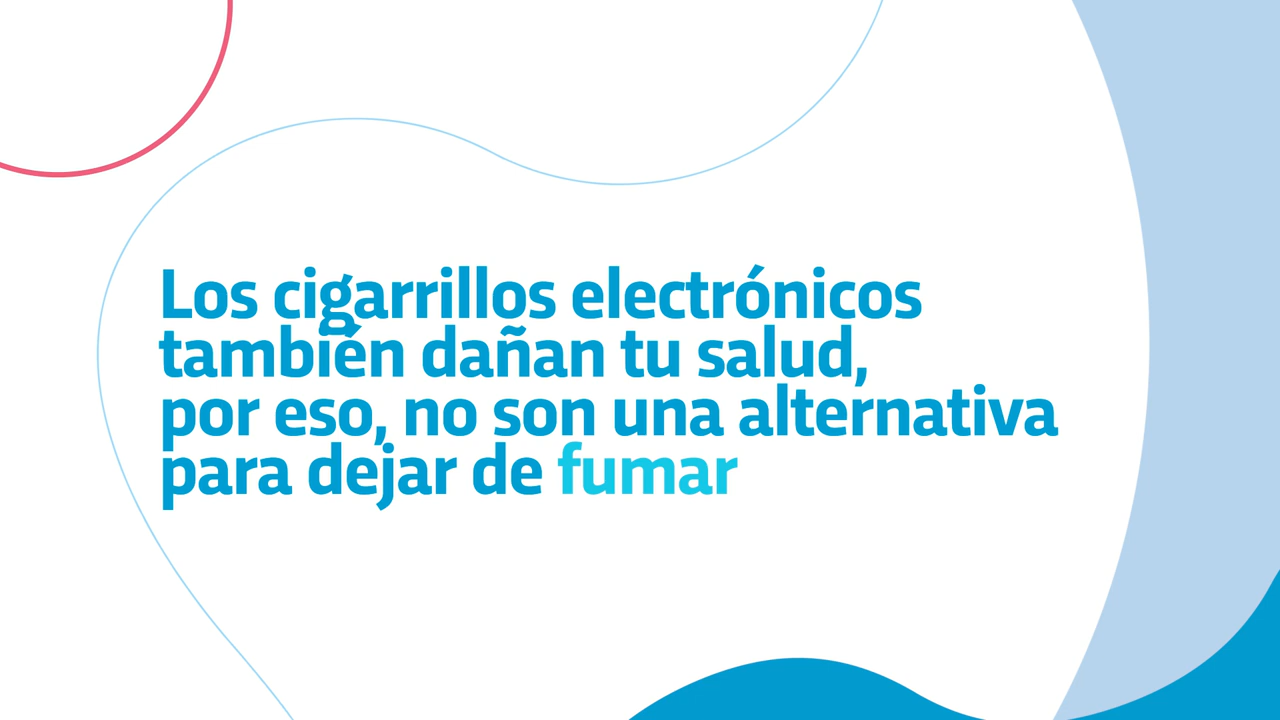 Los cigarrillos electrónicos
también dañan tu salud,
por eso, no son una alternativa
para dejar de fumar